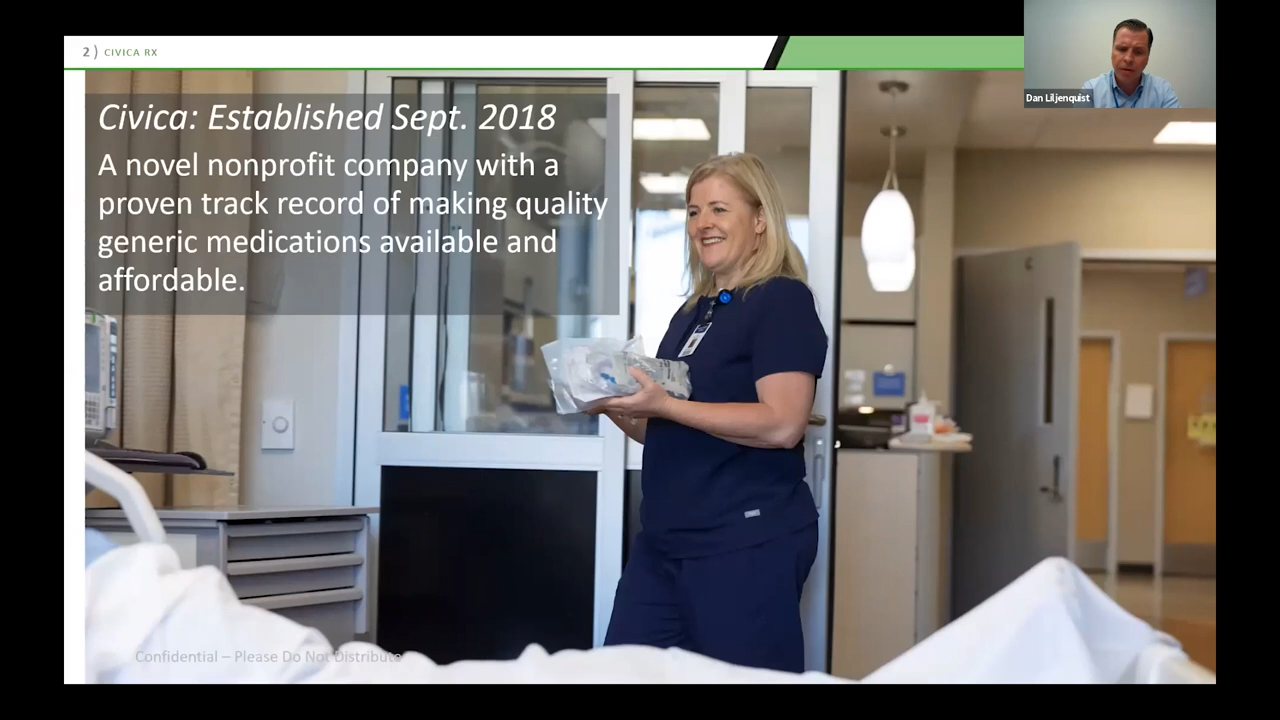 2 ) CIVICA RX
Dan Liljenquist
Civica: Established Sept. 2018
A novel nonprofit company with a
proven track record of making quality
generic medications available and
affordable.
Confidential – Please Do Not Distribute